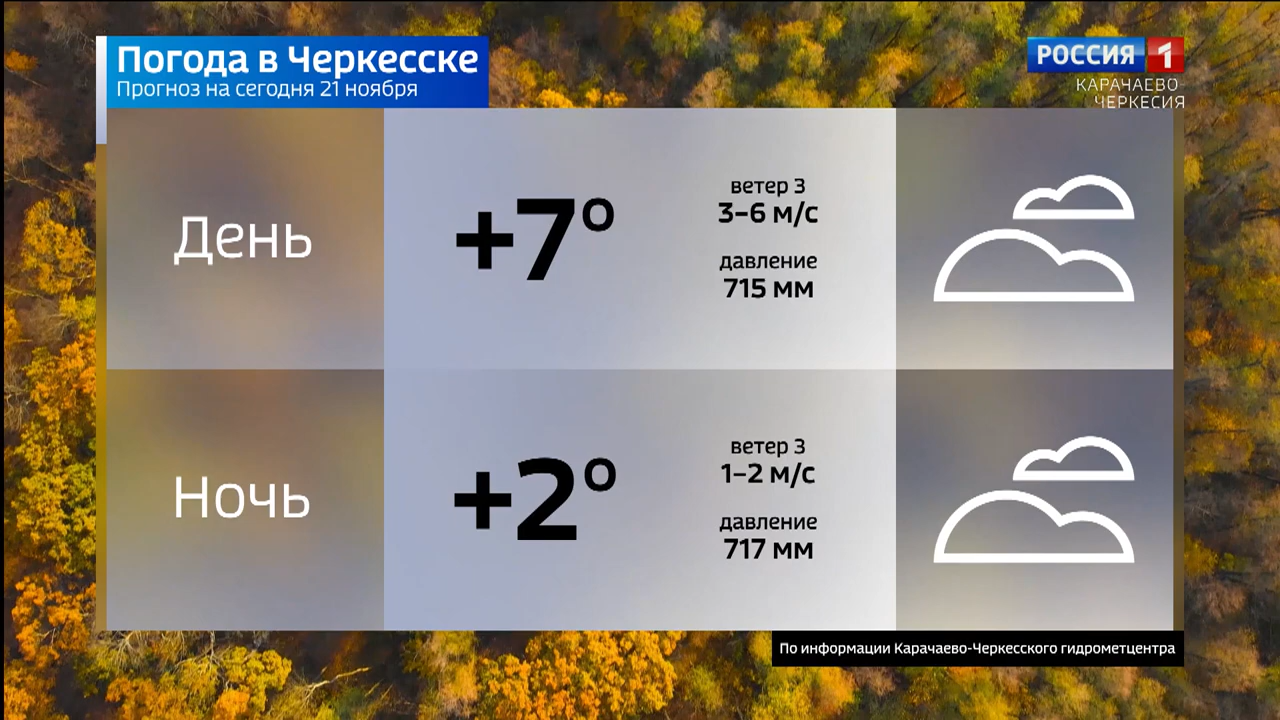 Погода в Черкесске
Прогноз на сегодня 21 ноября
РОССИЯ 1
КАРАЧАЕВО-
ЧЕРКЕСИЯ
День
+7°
ветер З
3–6 м/с
давление
715 мм
Ночь
+2°
ветер З
1–2 м/с
давление
717 мм
По информации Карачаево-Черкесского гидрометцентра